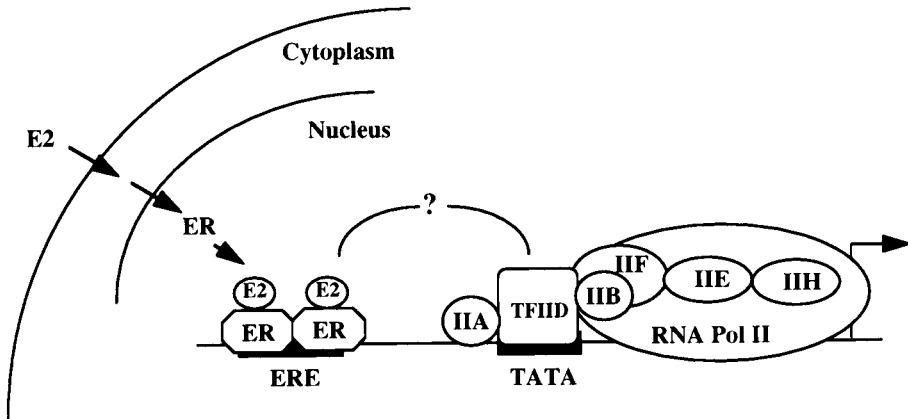 Cytoplasm
Nucleus
E2
?
ER
E2 E2
ER ER
IIA
TFIID
IIF
IIB
IIE
IIH
RNA Pol II
ERE
TATA